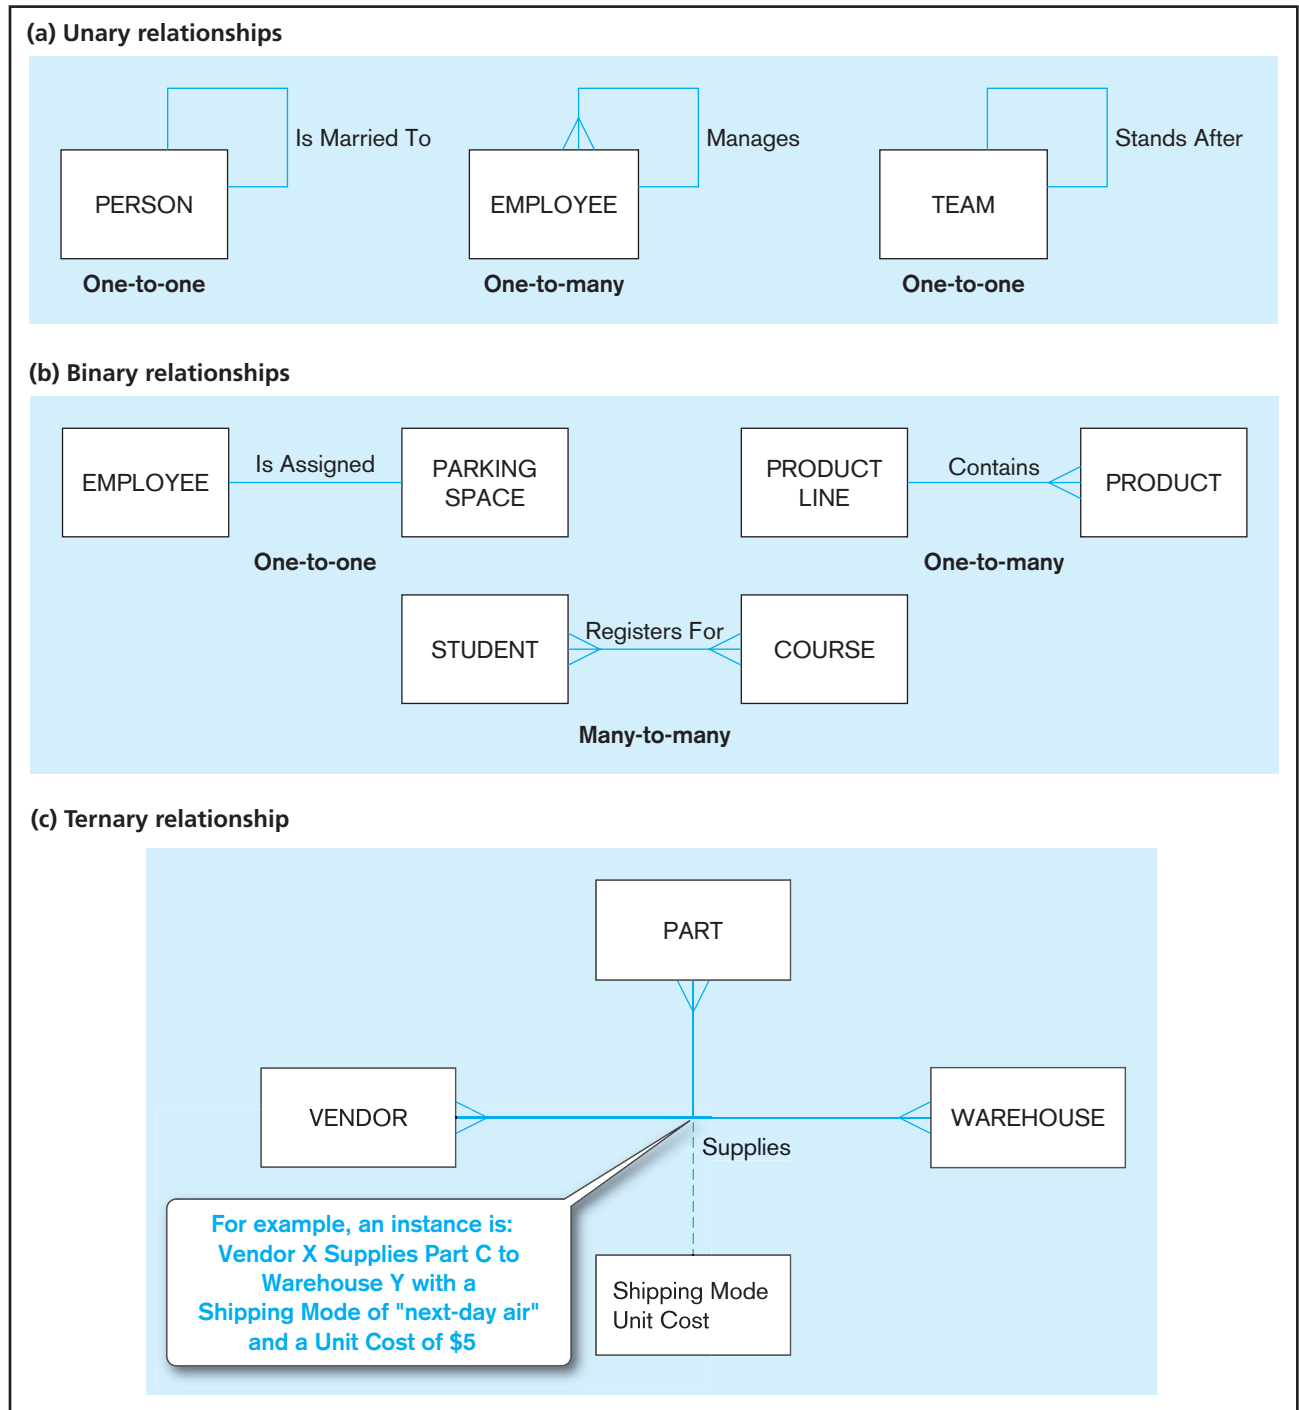 (a) Unary relationships
Is Married To
Manages
Stands After
PERSON
EMPLOYEE
TEAM
One-to-one
One-to-many
One-to-one
(b) Binary relationships
EMPLOYEE
Is Assigned
PARKING
SPACE
PRODUCT
LINE
Contains
PRODUCT
One-to-one
One-to-many
STUDENT
Registers For
COURSE
Many-to-many
(c) Ternary relationship
PART
VENDOR
WAREHOUSE
Supplies
For example, an instance is:
Vendor X Supplies Part C to
Warehouse Y with a
Shipping Mode of "next-day air"
and a Unit Cost of $5
Shipping Mode
Unit Cost